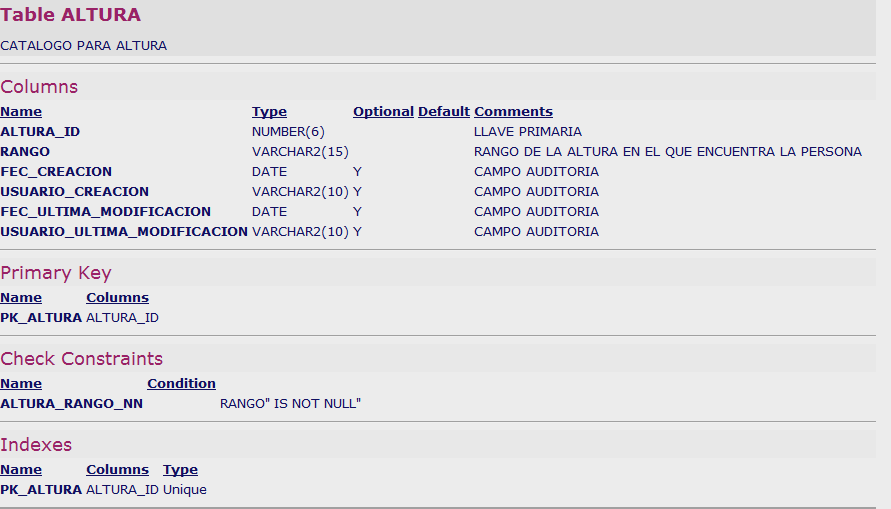 Table ALTURA
CATALOGO PARA ALTURA
Columns
Name Type Optional Default Comments
ALTURA_ID NUMBER(6) LLAVE PRIMARIA
RANGO VARCHAR2(15) RANGO DE LA ALTURA EN EL QUE ENCUENTRA LA PERSONA
FEC_CREACION DATE Y CAMPO AUDITORIA
USUARIO_CREACION VARCHAR2(10) Y CAMPO AUDITORIA
FEC_ULTIMA_MODIFICACION DATE Y CAMPO AUDITORIA
USUARIO_ULTIMA_MODIFICACION VARCHAR2(10) Y CAMPO AUDITORIA
Primary Key
Name Columns
PK_ALTURA ALTURA_ID
Check Constraints
Name Condition
ALTURA_RANGO_NN RANGO" IS NOT NULL"
Indexes
Name Columns Type
PK_ALTURA ALTURA_ID Unique